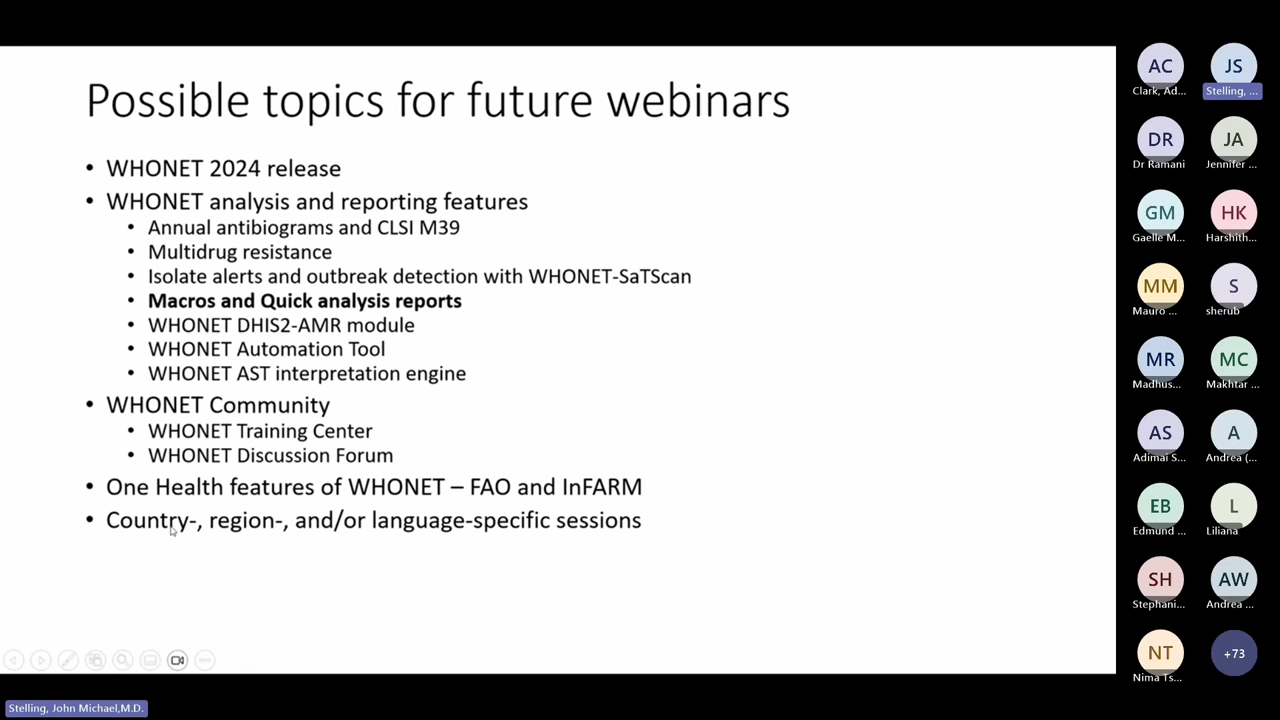 Possible topics for future webinars
• WHONET 2024 release
• WHONET analysis and reporting features
• Annual antibiograms and CLSI M39
• Multidrug resistance
• Isolate alerts and outbreak detection with WHONET-SaTScan
• Macros and Quick analysis reports
• WHONET DHIS2-AMR module
• WHONET Automation Tool
• WHONET AST interpretation engine
• WHONET Community
• WHONET Training Center
• WHONET Discussion Forum
• One Health features of WHONET – FAO and InFARM
• Country-, region-, and/or language-specific sessions
AC
Clark, Ad...
JS
Stelling, ...
DR
Dr Ramani
JA
Jennifer ...
GM
Gaelle M...
HK
Harshith...
MM
Mauro ...
S
sherub
MR
Madhus...
MC
Makhtar ...
AS
Adimai S...
A
Andrea (...
EB
Edmund ...
L
Liliana
SH
Stephani...
AW
Andrea ...
NT
Nima Ts...
+73
Stelling, John Michael,M.D.